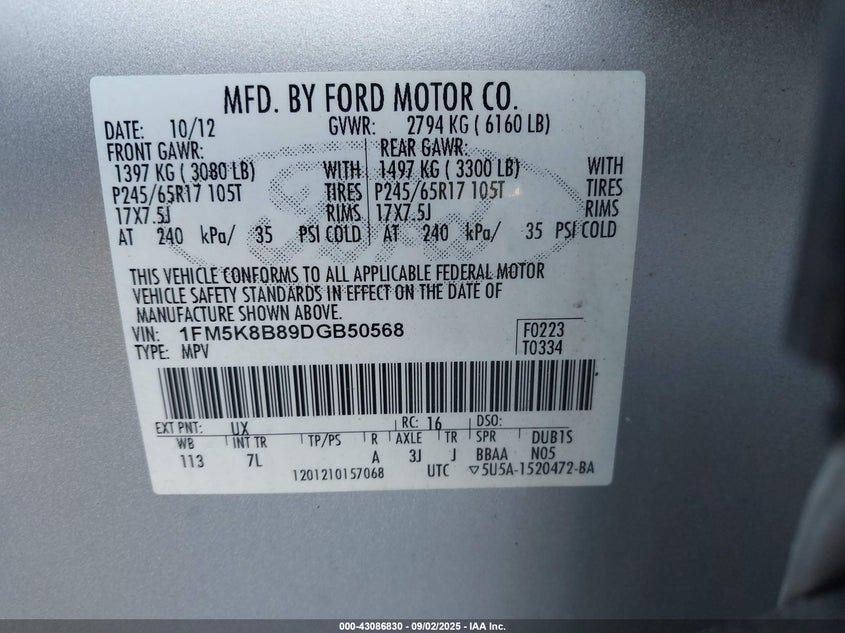 MFD. BY FORD MOTOR CO.
DATE: 10/12 GVWR: 2794 KG ( 6160 LB)
FRONT GAWR: REAR GAWR:
1397 KG ( 3080 LB) WITH 1497 KG ( 3300 LB) WITH
P245/65R17 105T TIRES P245/65R17 105T TIRES
17X7.5J RIMS 17X7.5J RIMS
AT 240 kPa/ 35 PSI COLD AT 240 kPa/ 35 PSI COLD
THIS VEHICLE CONFORMS TO ALL APPLICABLE FEDERAL MOTOR
VEHICLE SAFETY STANDARDS IN EFFECT ON THE DATE OF
MANUFACTURE SHOWN ABOVE.
VIN: 1FM5K8B89DGB50568 F0223
TYPE: MPV T0334
EXT PNT: UX RC: 16 DSO:
WB INT TR TP/PS R AXLE TR SPR DUB1S
113 7L A 3J J BBAA N05
1201210157068 UTC ▽5U5A-1520472-BA
000-43086830 - 09/02/2025 - IAA Inc.